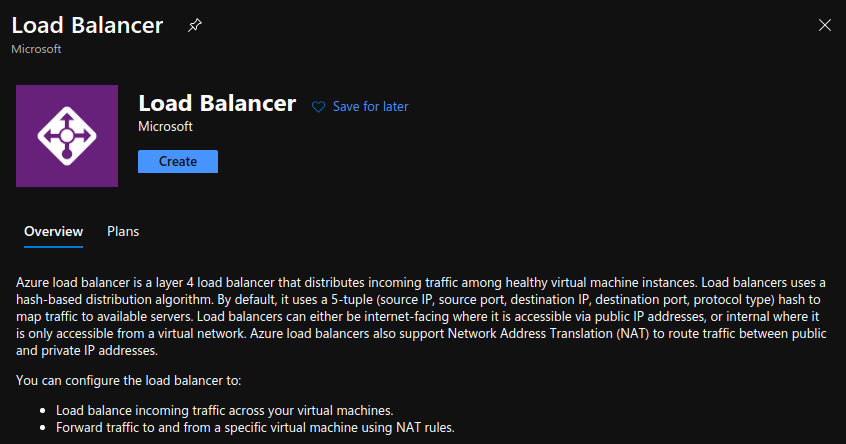 Load Balancer
Microsoft
Load Balancer
Save for later
Microsoft
Create
Overview
Plans
Azure load balancer is a layer 4 load balancer that distributes incoming traffic among healthy virtual machine instances. Load balancers uses a
hash-based distribution algorithm. By default, it uses a 5-tuple (source IP, source port, destination IP, destination port, protocol type) hash to
map traffic to available servers. Load balancers can either be internet-facing where it is accessible via public IP addresses, or internal where it
is only accessible from a virtual network. Azure load balancers also support Network Address Translation (NAT) to route traffic between public
and private IP addresses.
You can configure the load balancer to:
• Load balance incoming traffic across your virtual machines.
• Forward traffic to and from a specific virtual machine using NAT rules.